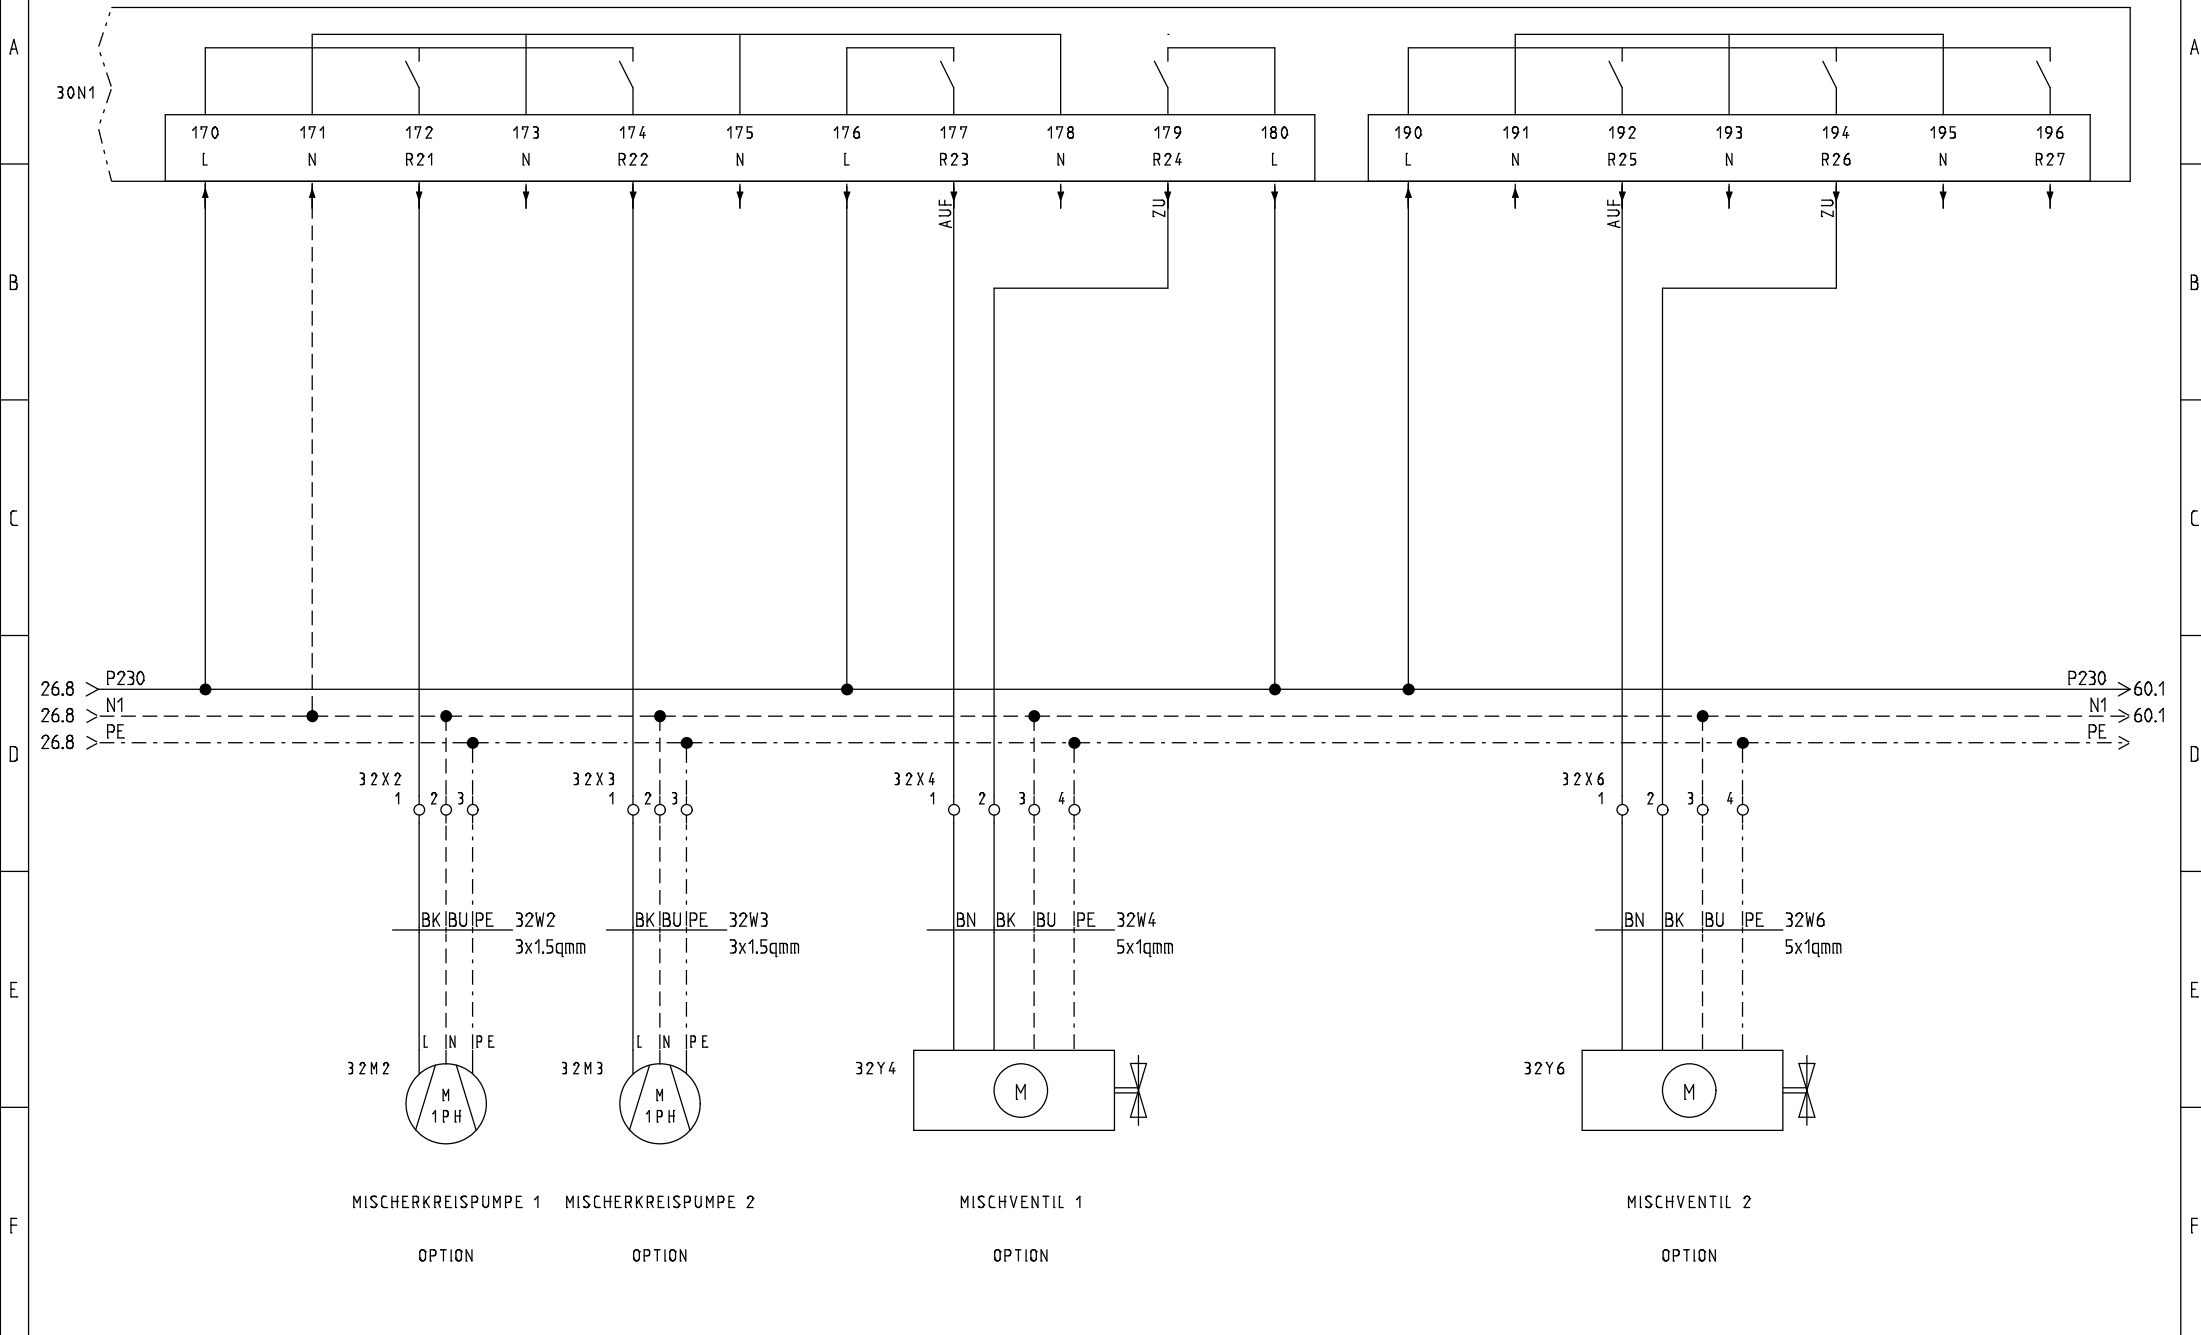 A A
30N1
170 171 172 173 174 175 176 177 178 179 180 190 191 192 193 194 195 196
L N R21 N R22 N L R23 N R24 L L N R25 N R26 N R27
AUF ZU AUF ZU
B B
C C
P230 P230
26.8 60.1
N1 N1
26.8 60.1
PE PE
26.8
D D
32X2 32X3 32X4 32X6
1 2 3 1 2 3 1 2 3 4 1 2 3 4
BK BU PE 32W2 BK BU PE 32W3 BN BK BU PE 32W4 BN BK BU PE 32W6
3x1.5qmm 3x1.5qmm 5x1qmm 5x1qmm
E E
L N PE L N PE
32M2 32M3 32Y4 32Y6
M M M M
1PH 1PH
MISCHERKREISPUMPE 1 MISCHERKREISPUMPE 2 MISCHVENTIL 1 MISCHVENTIL 2
F F
OPTION OPTION OPTION OPTION